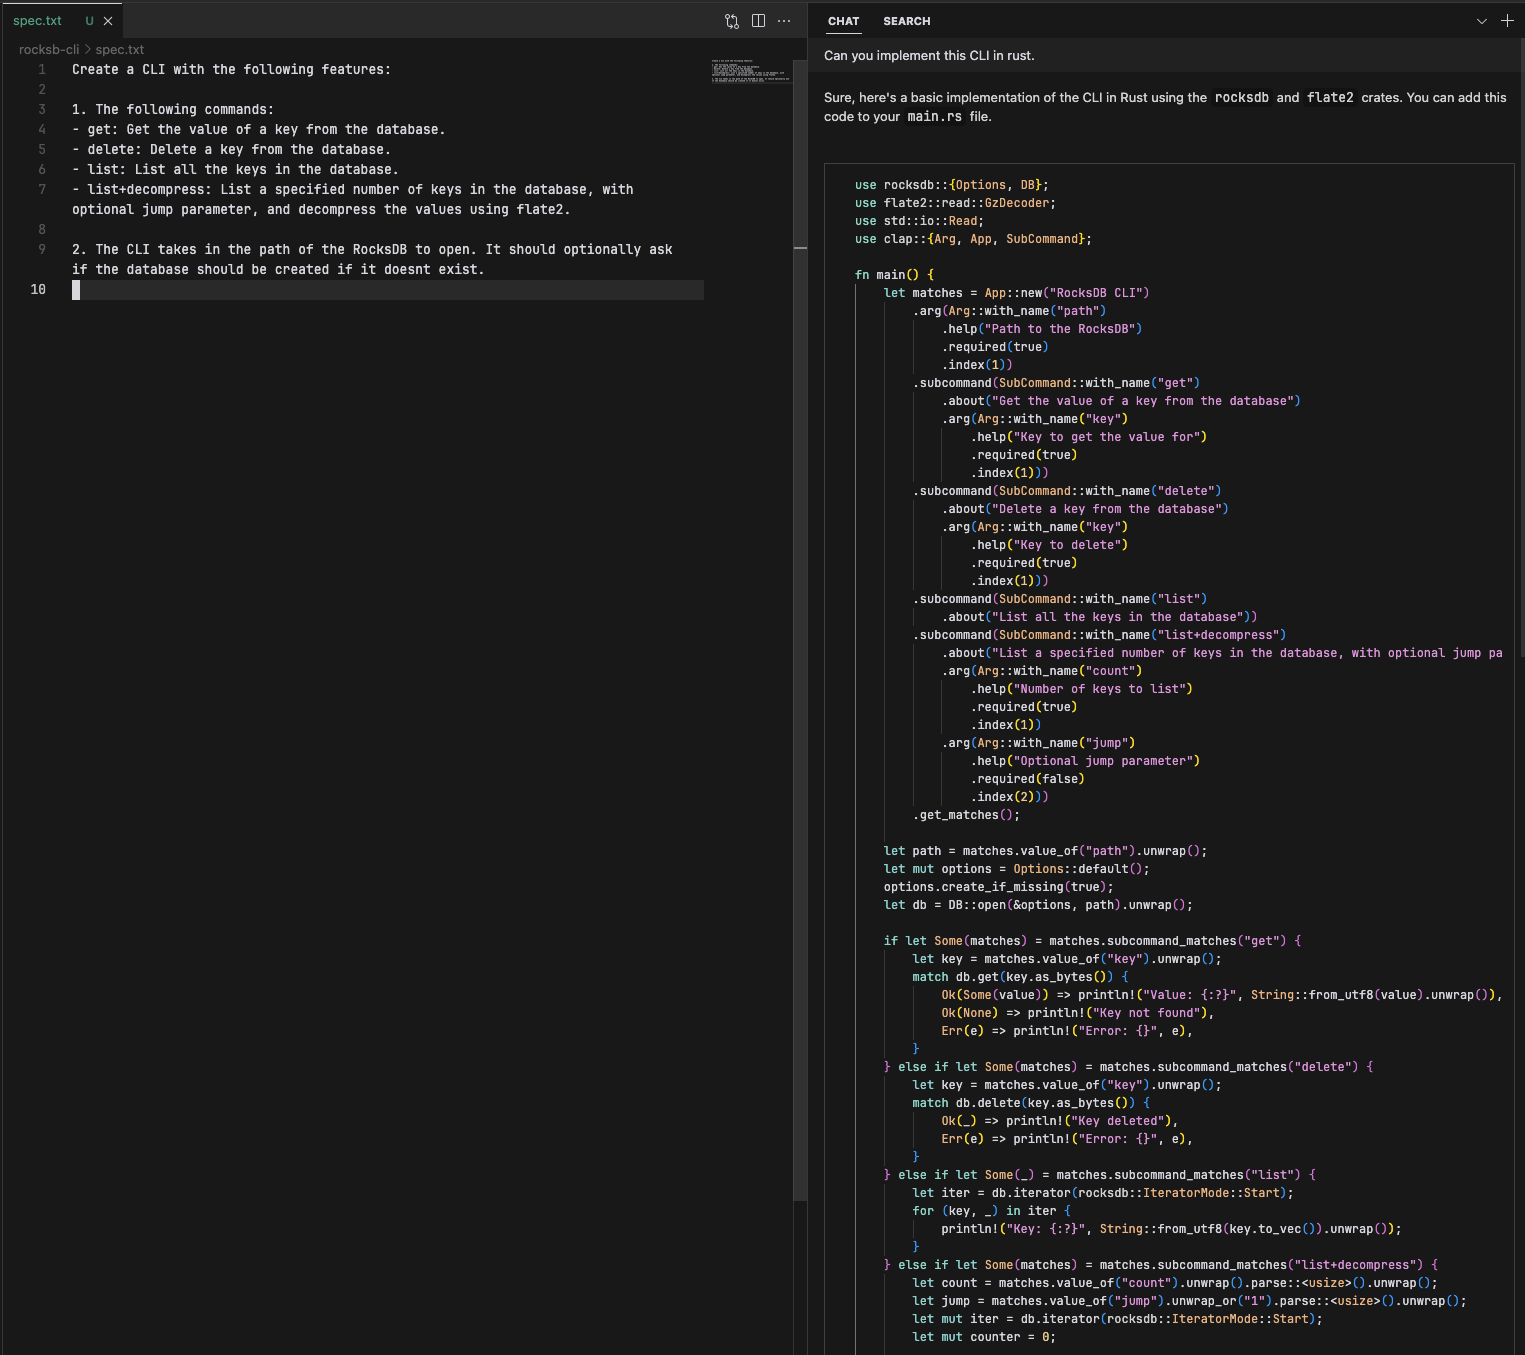 spec.txt U
rocksb-cli > spec.txt
1 Create a CLI with the following features:
2
3 1. The following commands:
4 - get: Get the value of a key from the database.
5 - delete: Delete a key from the database.
6 - list: List all the keys in the database.
7 - list+decompress: List a specified number of keys in the database, with
optional jump parameter, and decompress the values using flate2.
8
9 2. The CLI takes in the path of the RocksDB to open. It should optionally ask
if the database should be created if it doesnt exist.
10
CHAT SEARCH
Can you implement this CLI in rust.
Sure, here's a basic implementation of the CLI in Rust using the rocksdb and flate2 crates. You can add this
code to your main.rs file.
use rocksdb::{Options, DB};
use flate2::read::GzDecoder;
use std::io::Read;
use clap::{Arg, App, SubCommand};
fn main() {
let matches = App::new("RocksDB CLI")
.arg(Arg::with_name("path")
.help("Path to the RocksDB")
.required(true)
.index(1))
.subcommand(SubCommand::with_name("get")
.about("Get the value of a key from the database")
.arg(Arg::with_name("key")
.help("Key to get the value for")
.required(true)
.index(1)))
.subcommand(SubCommand::with_name("delete")
.about("Delete a key from the database")
.arg(Arg::with_name("key")
.help("Key to delete")
.required(true)
.index(1)))
.subcommand(SubCommand::with_name("list")
.about("List all the keys in the database"))
.subcommand(SubCommand::with_name("list+decompress")
.about("List a specified number of keys in the database, with optional jump pa
.arg(Arg::with_name("count")
.help("Number of keys to list")
.required(true)
.index(1))
.arg(Arg::with_name("jump")
.help("Optional jump parameter")
.required(false)
.index(2)))
.get_matches();
let path = matches.value_of("path").unwrap();
let mut options = Options::default();
options.create_if_missing(true);
let db = DB::open(&options, path).unwrap();
if let Some(matches) = matches.subcommand_matches("get") {
let key = matches.value_of("key").unwrap();
match db.get(key.as_bytes()) {
Ok(Some(value)) => println!("Value: {:?}", String::from_utf8(value).unwrap()),
Ok(None) => println!("Key not found"),
Err(e) => println!("Error: {}", e),
}
} else if let Some(matches) = matches.subcommand_matches("delete") {
let key = matches.value_of("key").unwrap();
match db.delete(key.as_bytes()) {
Ok(_) => println!("Key deleted"),
Err(e) => println!("Error: {}", e),
}
} else if let Some(_) = matches.subcommand_matches("list") {
let iter = db.iterator(rocksdb::IteratorMode::Start);
for (key, _) in iter {
println!("Key: {:?}", String::from_utf8(key.to_vec()).unwrap());
}
} else if let Some(matches) = matches.subcommand_matches("list+decompress") {
let count = matches.value_of("count").unwrap().parse::<usize>().unwrap();
let jump = matches.value_of("jump").unwrap_or("1").parse::<usize>().unwrap();
let mut iter = db.iterator(rocksdb::IteratorMode::Start);
let mut counter = 0;